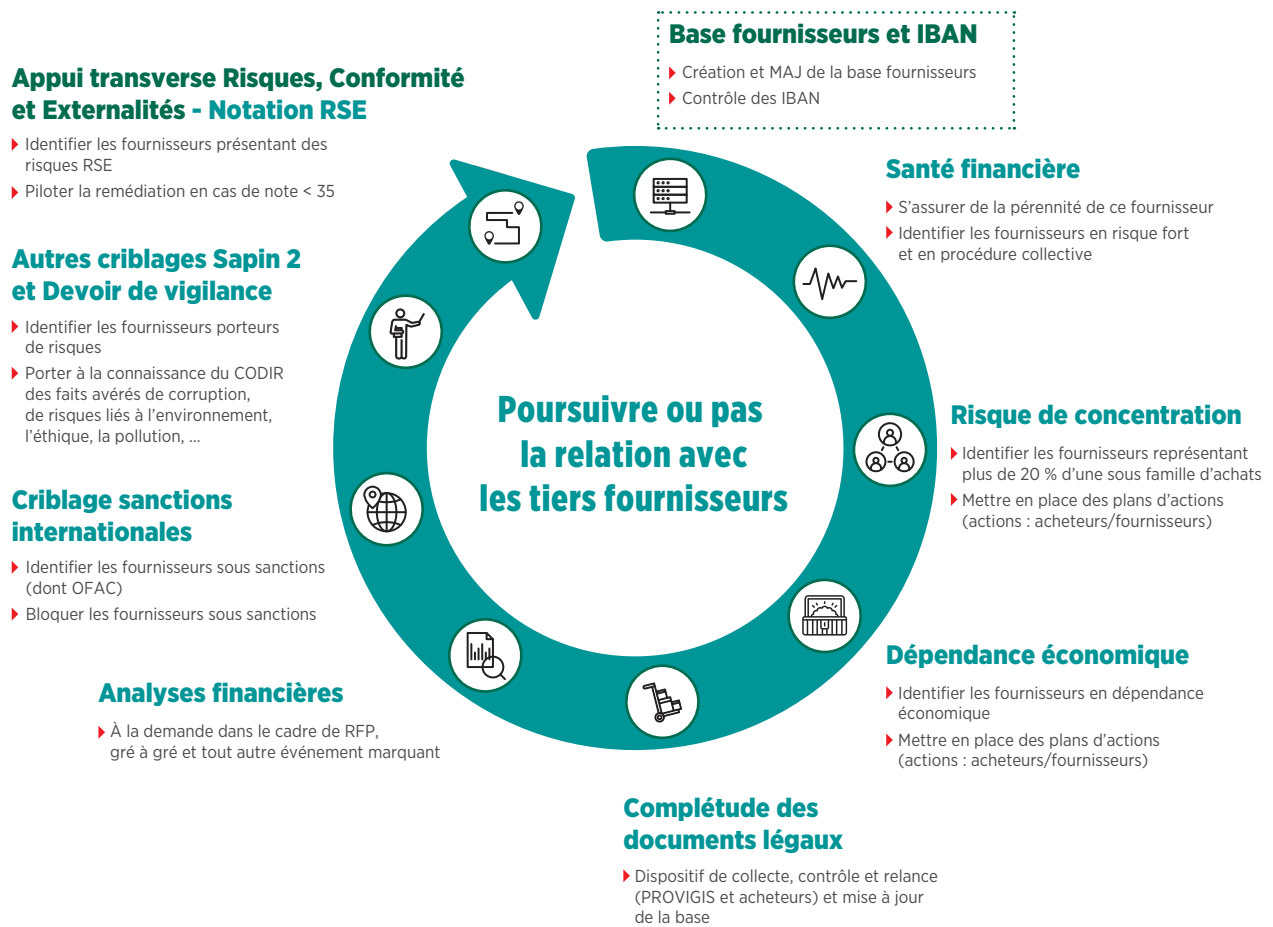 Base fournisseurs et IBAN
Création et MAJ de la base fournisseurs
Contrôle des IBAN
Santé financière
S'assurer de la pérennité de ce fournisseur
Identifier les fournisseurs en risque fort
et en procédure collective
Risque de concentration
Identifier les fournisseurs représentant
plus de 20 % d'une sous famille d'achats
Mettre en place des plans d'actions
(actions : acheteurs/fournisseurs)
Dépendance économique
Identifier les fournisseurs en dépendance
économique
Mettre en place des plans d'actions
(actions : acheteurs/fournisseurs)
Complétude des
documents légaux
Dispositif de collecte, contrôle et relance
(PROVIGIS et acheteurs) et mise à jour
de la base
Analyses financières
À la demande dans le cadre de RFP,
gré à gré et tout autre événement marquant
Criblage sanctions
internationales
Identifier les fournisseurs sous sanctions
(dont OFAC)
Bloquer les fournisseurs sous sanctions
Autres criblages Sapin 2
et Devoir de vigilance
Identifier les fournisseurs porteurs
de risques
Porter à la connaissance du CODIR
des faits avérés de corruption,
de risques liés à l'environnement,
l'éthique, la pollution, ...
Appui transverse Risques, Conformité
et Externalités - Notation RSE
Identifier les fournisseurs présentant des
risques RSE
Piloter la remédiation en cas de note < 35
Poursuivre ou pas
la relation avec
les tiers fournisseurs